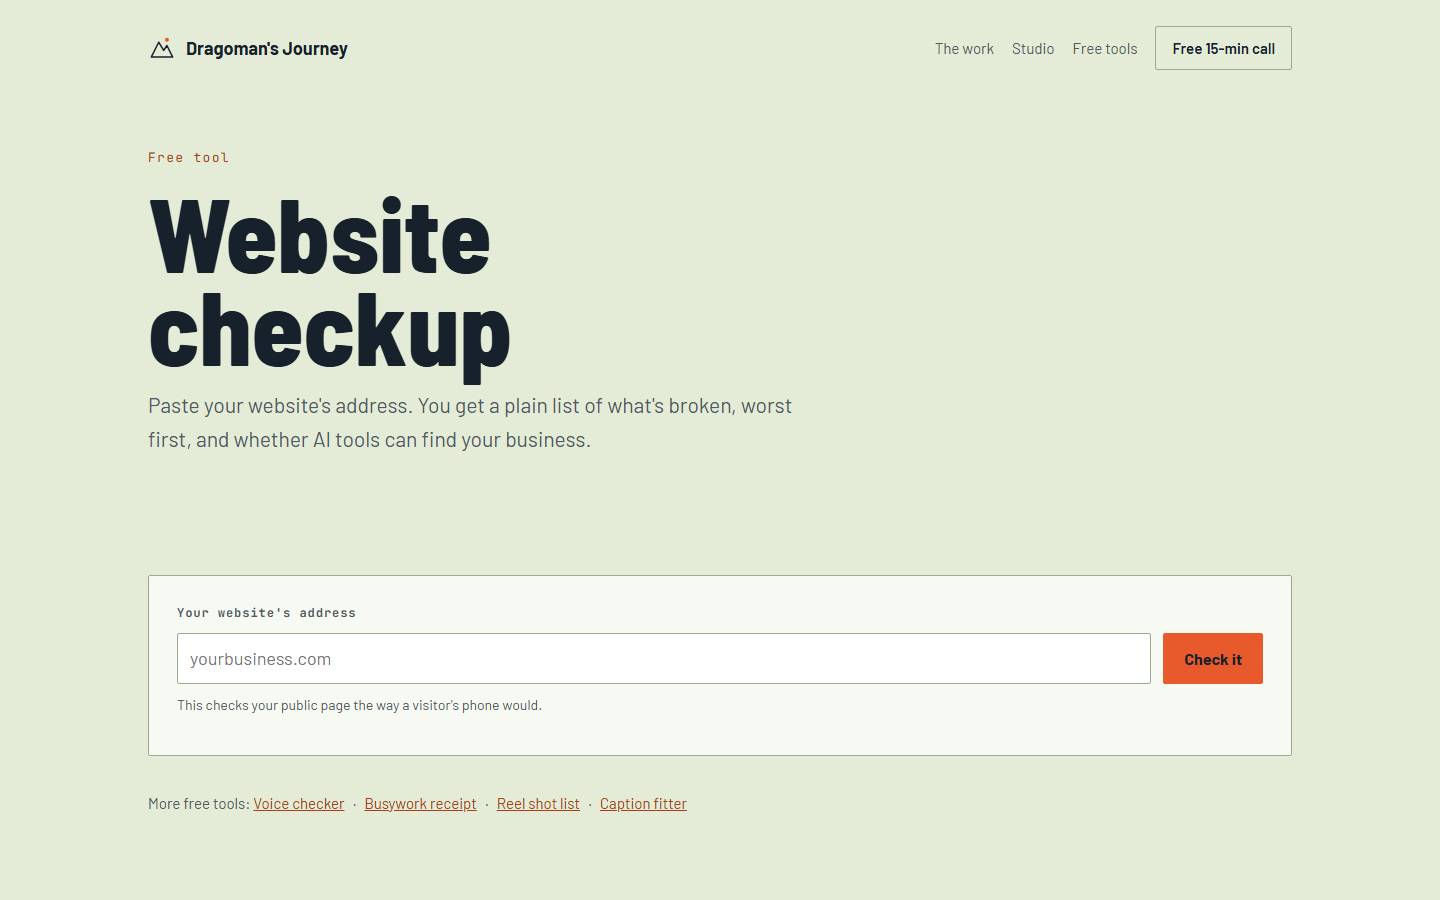 Dragoman's Journey
The work
Studio
Free tools
Free 15-min call
Free tool
Website
checkup
Paste your website's address. You get a plain list of what's broken, worst
first, and whether AI tools can find your business.
Your website's address
yourbusiness.com
Check it
This checks your public page the way a visitor's phone would.
More free tools: Voice checker · Busywork receipt · Reel shot list · Caption fitter